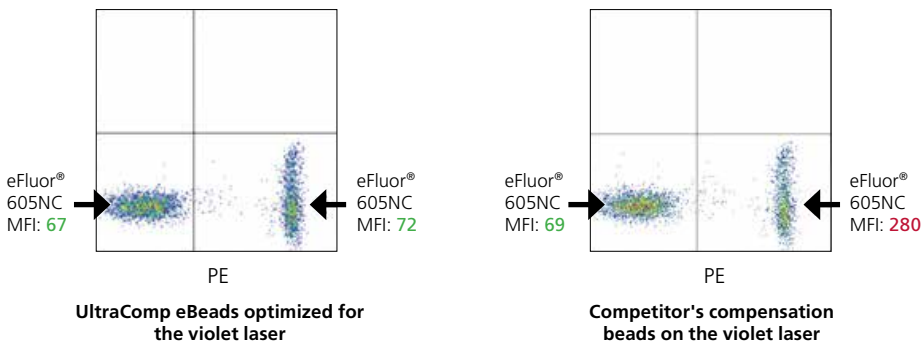 eFluor®
605NC
MFI: 67
eFluor®
605NC
MFI: 72
PE
UltraComp eBeads optimized for
the violet laser
eFluor®
605NC
MFI: 69
eFluor®
605NC
MFI: 280
PE
Competitor's compensation
beads on the violet laser